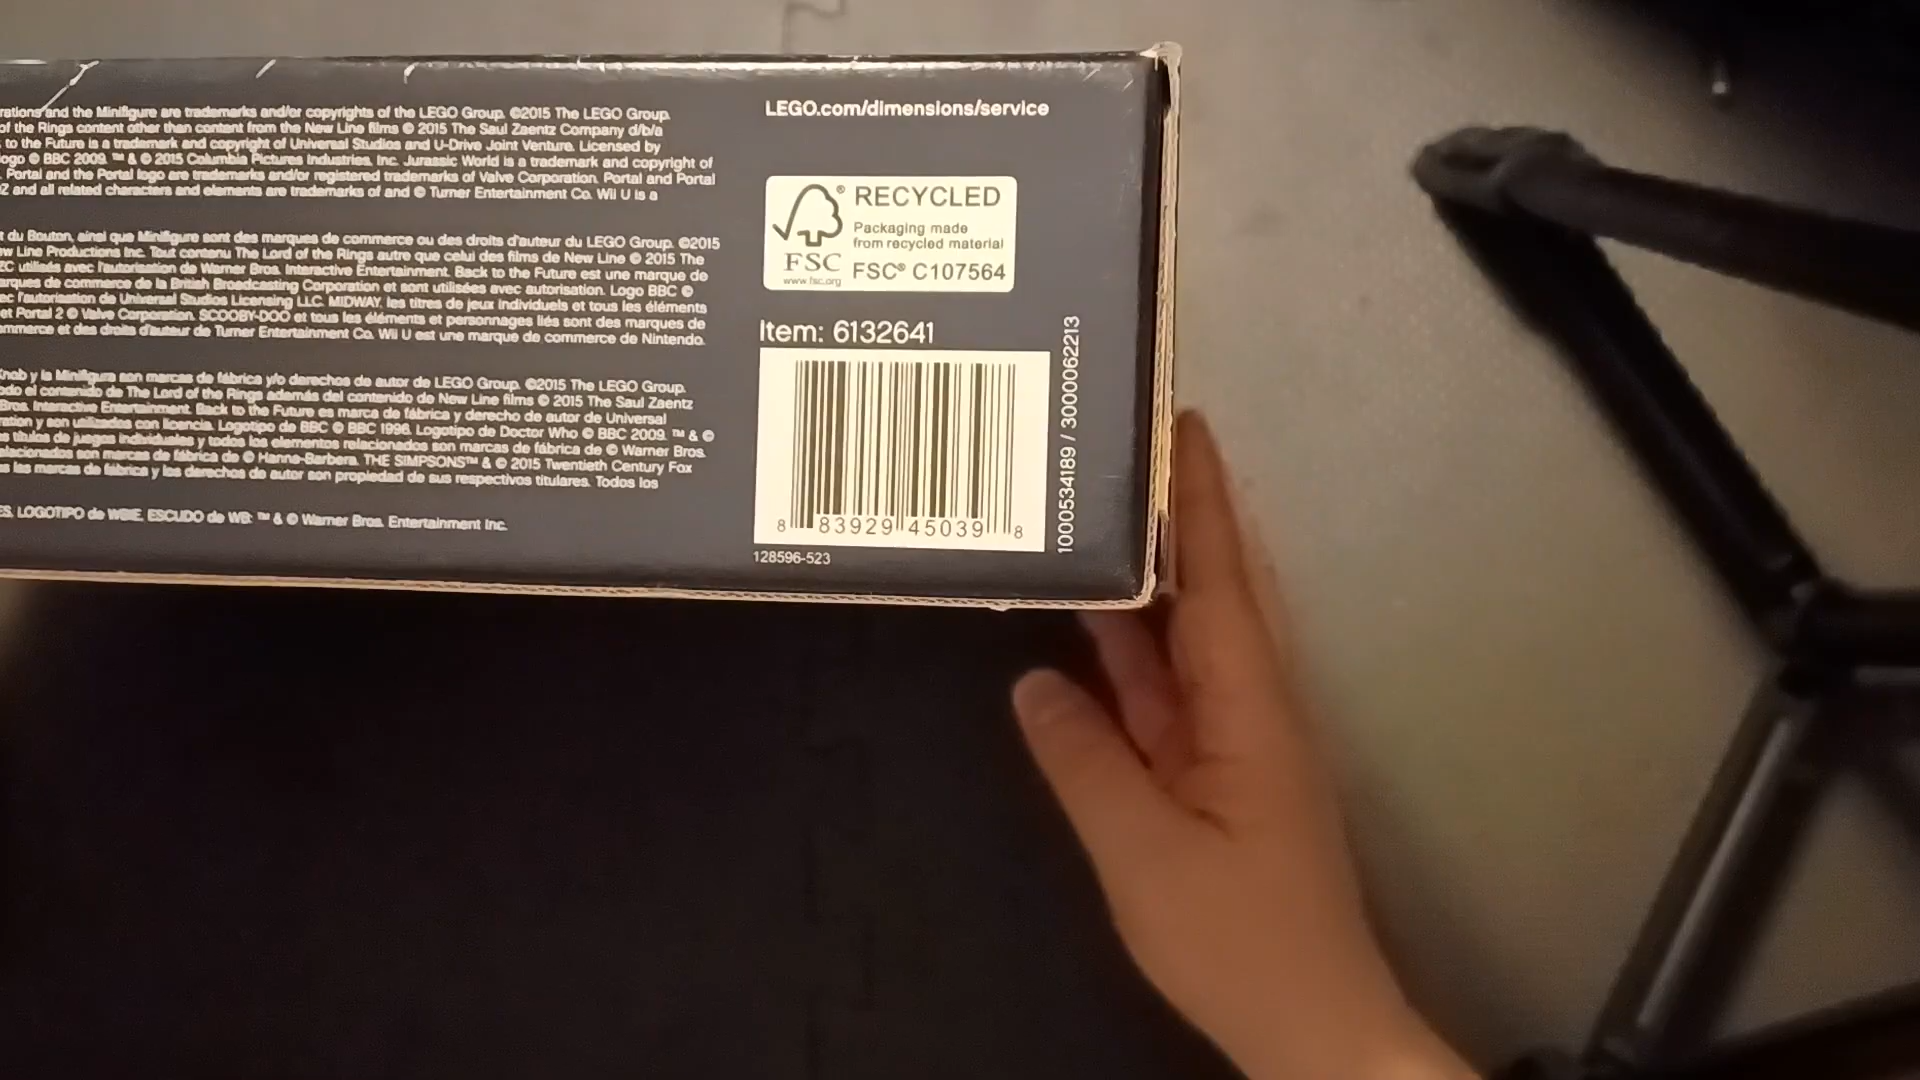 rations and the Minifigure are trademarks and/or copyrights of the LEGO Group. ©2015 The LEGO Group.
of the Rings content other than content from the New Line films © 2015 The Saul Zaentz Company d/b/a
to the Future is a trademark and copyright of Universal Studios and U-Drive Joint Venture. Licensed by
ogo © BBC 2009. ™ & © 2015 Columbia Pictures Industries, Inc. Jurassic World is a trademark and copyright of
. Portal and the Portal logo are trademarks and/or registered trademarks of Valve Corporation. Portal and Portal
Z and all related characters and elements are trademarks of and © Turner Entertainment Co. Wii U is a
t du Bouton, ainsi que Minifigure sont des marques de commerce ou des droits d'auteur du LEGO Group. ©2015
ew Line Productions Inc. Tout contenu The Lord of the Rings autre que celui des films de New Line © 2015 The
ZC utilisés avec l'autorisation de Warner Bros. Interactive Entertainment. Back to the Future est une marque de
arques de commerce de la British Broadcasting Corporation et sont utilisées avec autorisation. Logo BBC ©
ec l'autorisation de Universal Studios Licensing LLC. MIDWAY, les titres de jeux individuels et tous les éléments
et Portal 2 © Valve Corporation. SCOOBY-DOO et tous les éléments et personnages liés sont des marques de
ommerce et des droits d'auteur de Turner Entertainment Co. Wii U est une marque de commerce de Nintendo.
Knob y la Minifigura son marcas de fábrica y/o derechos de autor de LEGO Group. ©2015 The LEGO Group.
odo el contenido de The Lord of the Rings además del contenido de New Line films © 2015 The Saul Zaentz
Bros. Interactive Entertainment. Back to the Future es marca de fábrica y derecho de autor de Universal
ration y son utilizadas con licencia. Logotipo de BBC © BBC 1996. Logotipo de Doctor Who © BBC 2009. ™ & ©
s títulos de juegos individuales y todos los elementos relacionados son marcas de fábrica de © Warner Bros.
elacionados son marcas de fábrica de © Hanna-Barbera. THE SIMPSONS™ & © 2015 Twentieth Century Fox
as las marcas de fábrica y los derechos de autor son propiedad de sus respectivos titulares. Todos los
ES. LOGOTIPO de WBIE, ESCUDO de WB: ™ & © Warner Bros. Entertainment Inc.
LEGO.com/dimensions/service
® RECYCLED
Packaging made
from recycled material
FSC
FSC® C107564
www.fsc.org
Item: 6132641
8 83929 45039 8
128596-523
1000534189 / 3000062213